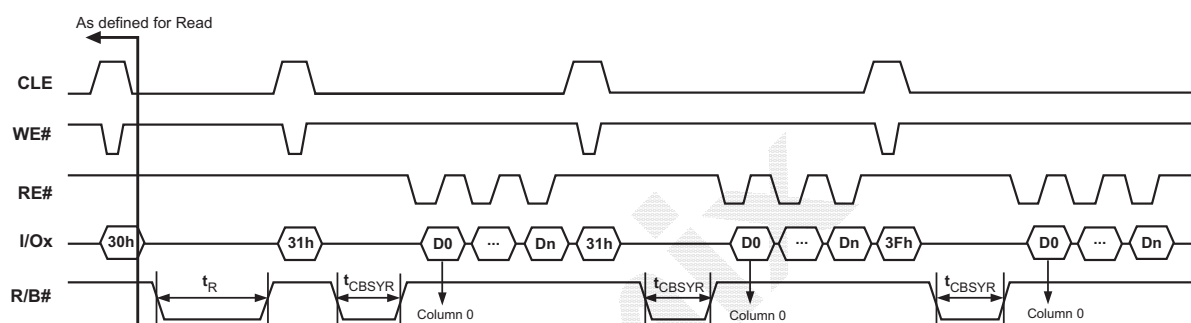 As defined for Read
CLE
WE#
RE#
I/Ox 30h 31h D0 ... Dn 31h D0 ... Dn 3Fh D0 ... Dn
R/B# tR tCBSYR tCBSYR tCBSYR
Column 0 Column 0 Column 0